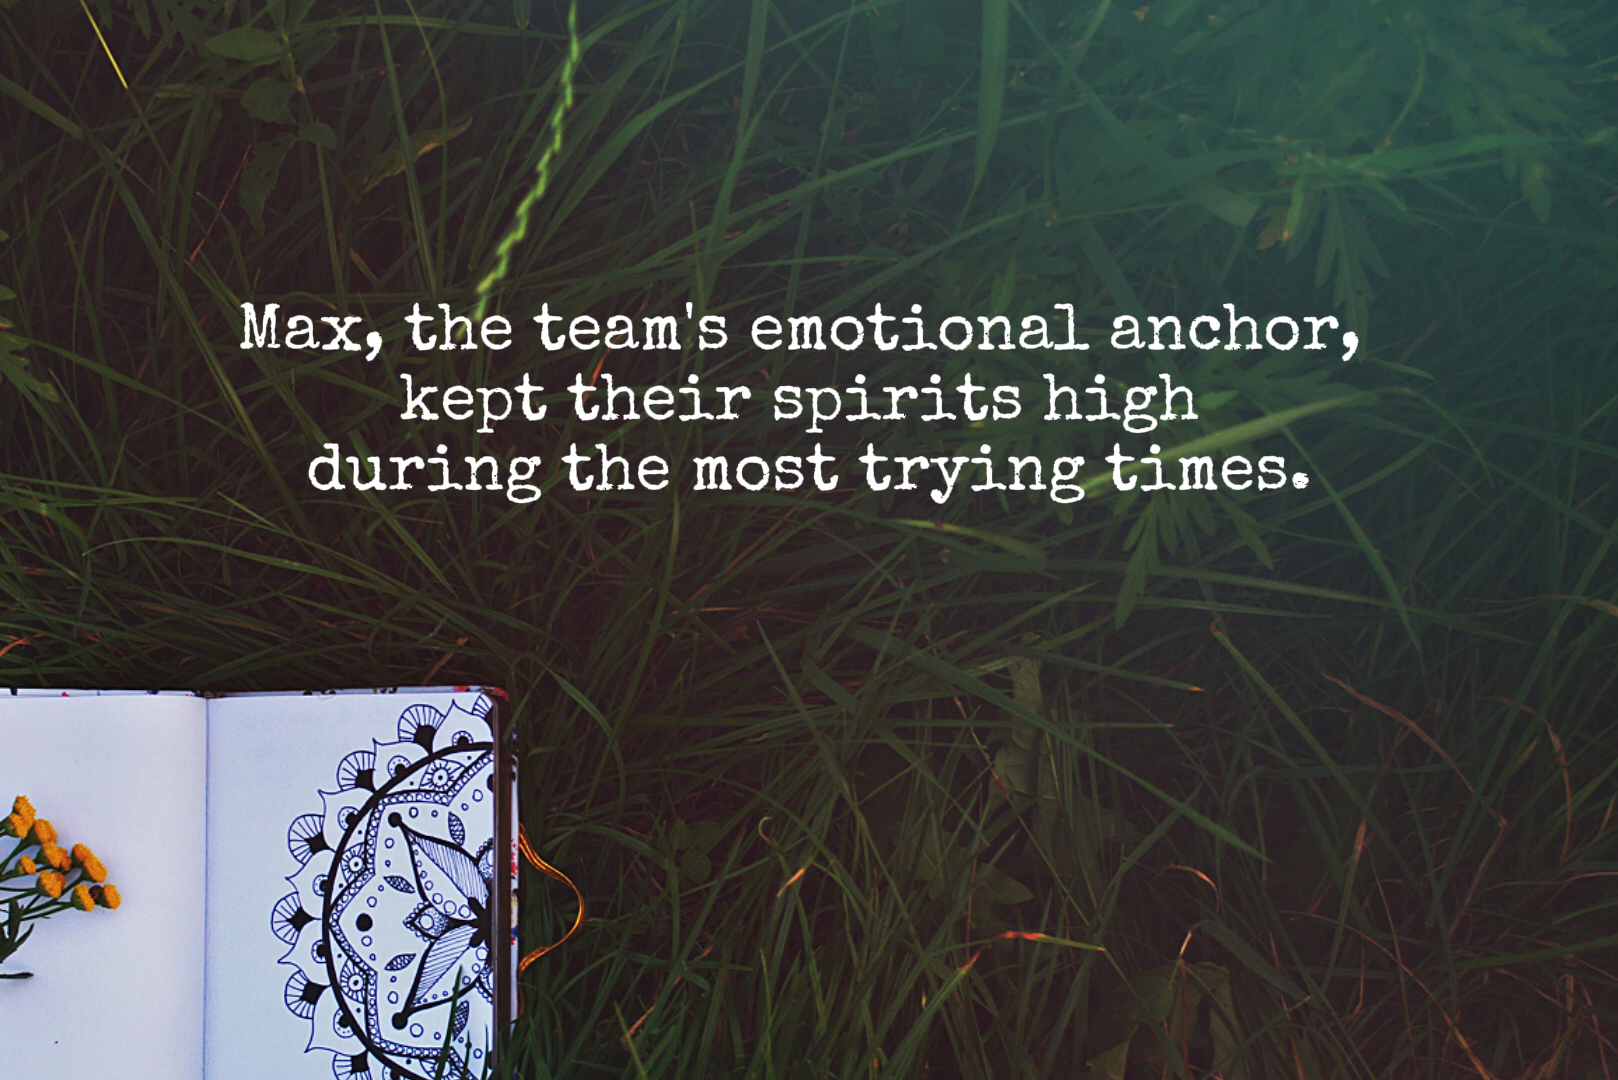 Max, the team's emotional anchor,
kept their spirits high
during the most trying times.